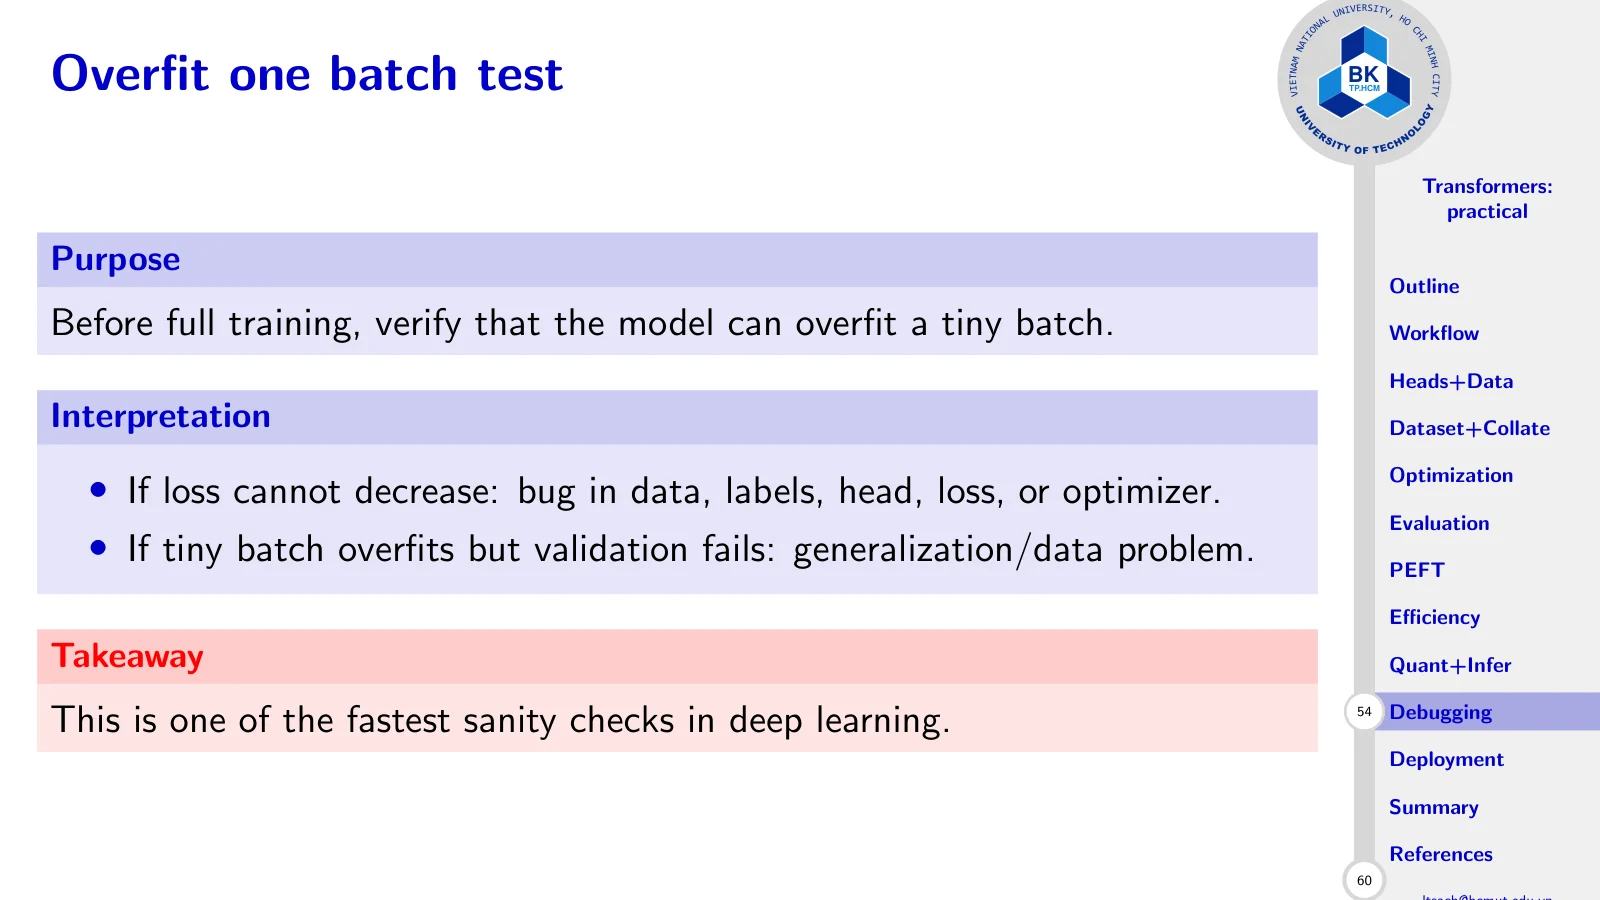 Overfit one batch test
Purpose
Before full training, verify that the model can overfit a tiny batch.
Interpretation
• If loss cannot decrease: bug in data, labels, head, loss, or optimizer.
• If tiny batch overfits but validation fails: generalization/data problem.
Takeaway
This is one of the fastest sanity checks in deep learning.
VIETNAM NATIONAL UNIVERSITY, HO CHI MINH CITY
BK
TP.HCM
UNIVERSITY OF TECHNOLOGY
Transformers:
practical
Outline
Workflow
Heads+Data
Dataset+Collate
Optimization
Evaluation
PEFT
Efficiency
Quant+Infer
54
Debugging
Deployment
Summary
References
60